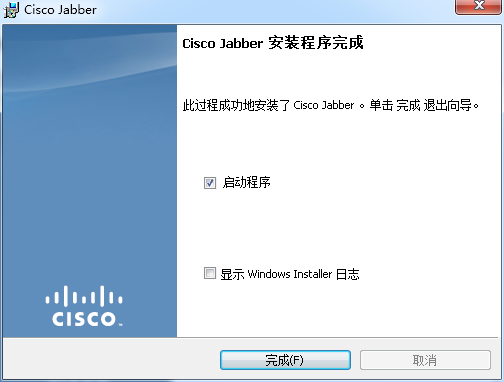 Cisco Jabber
Cisco Jabber 安装程序完成
此过程成功地安装了 Cisco Jabber 。单击 完成 退出向导。
启动程序
显示 Windows Installer 日志
CISCO™
完成(F)
取消